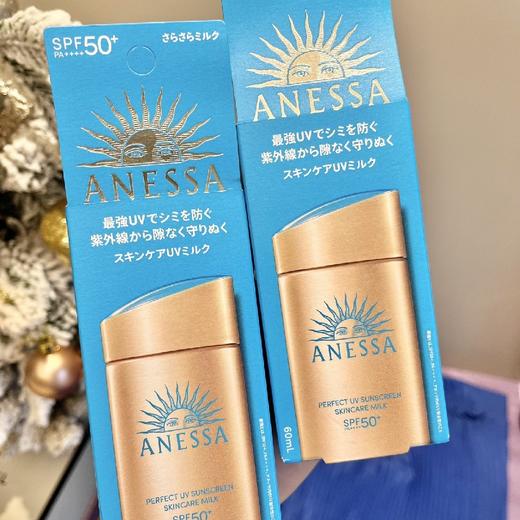 SPF50+
PA++++
さらさらミルク
ANESSA
最強UVでシミを防ぐ
紫外線から隙なく守りぬく
スキンケアUVミルク
ANESSA
PERFECT UV SUNSCREEN
SKINCARE MILK
SPF50+
ANESSA
最強UVでシミを防ぐ
紫外線から隙なく守りぬく
スキンケアUVミルク
ANESSA
PERFECT UV SUNSCREEN
SKINCARE MILK
SPF50+
PA++++
60mL